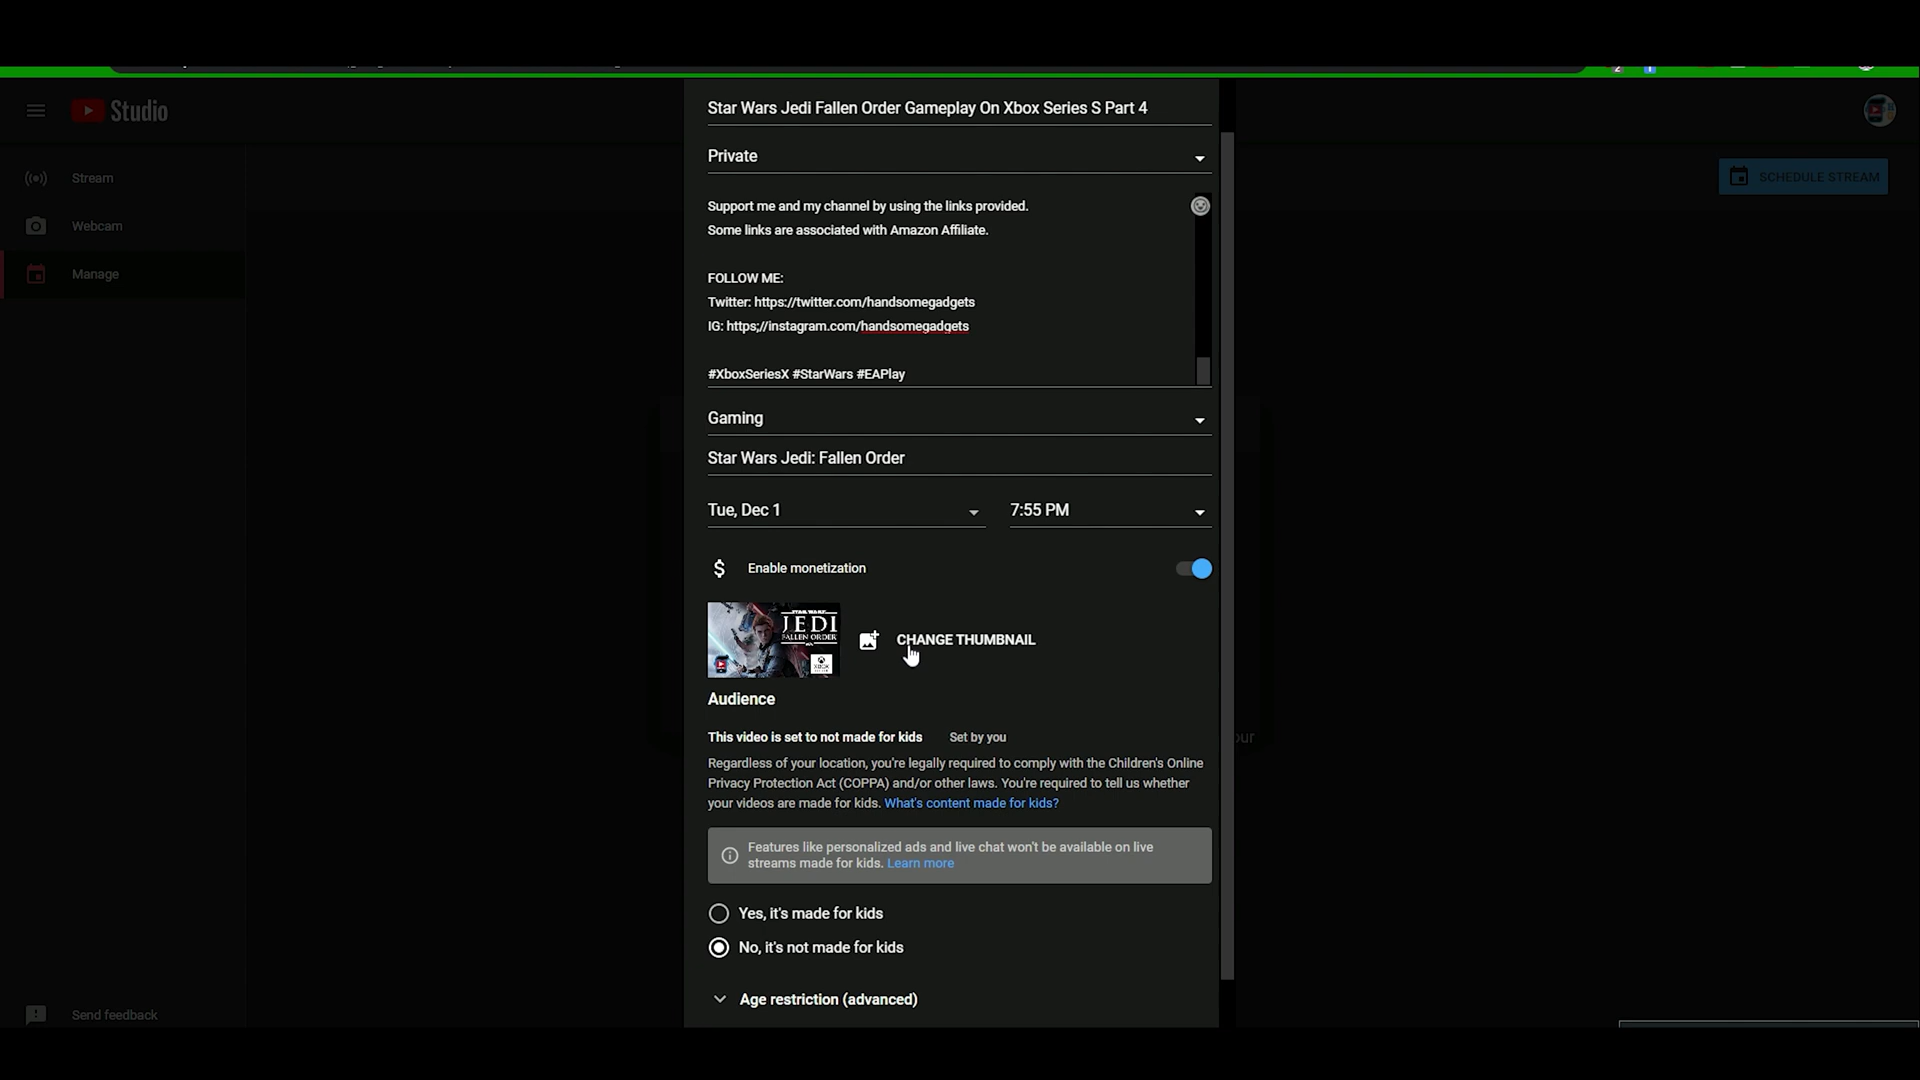 Studio
Stream
Webcam
Manage
Send feedback
SCHEDULE STREAM
Star Wars Jedi Fallen Order Gameplay On Xbox Series S Part 4
Private
Support me and my channel by using the links provided.
Some links are associated with Amazon Affiliate.
FOLLOW ME:
Twitter: https://twitter.com/handsomegadgets
IG: https;//instagram.com/handsomegadgets
#XboxSeriesX #StarWars #EAPlay
Gaming
Star Wars Jedi: Fallen Order
Tue, Dec 1
7:55 PM
$ Enable monetization
STAR WARS
JEDI
FALLEN ORDER
XBOX
CHANGE THUMBNAIL
Audience
This video is set to not made for kids Set by you
Regardless of your location, you're legally required to comply with the Children's Online
Privacy Protection Act (COPPA) and/or other laws. You're required to tell us whether
your videos are made for kids. What's content made for kids?
Features like personalized ads and live chat won't be available on live
streams made for kids. Learn more
Yes, it's made for kids
No, it's not made for kids
Age restriction (advanced)